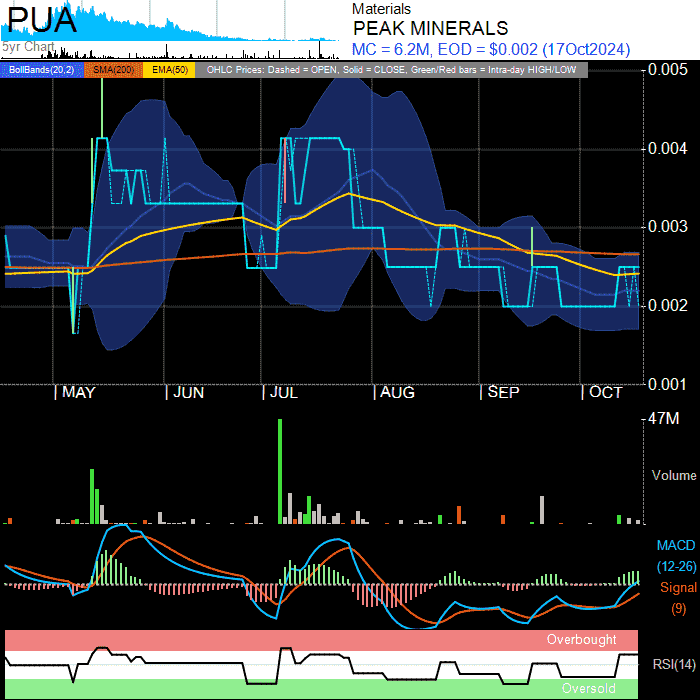 PUA
5yr Chart
Materials
PEAK MINERALS
MC = 6.2M, EOD = $0.002 (17Oct2024)
BollBands(20,2) SMA(200) EMA(50) OHLC Prices: Dashed = OPEN, Solid = CLOSE, Green/Red bars = Intra-day HIGH/LOW
0.005
0.004
0.003
0.002
0.001
MAY JUN JUL AUG SEP OCT
47M
Volume
MACD
(12-26)
Signal
(9)
Overbought
RSI(14)
Oversold